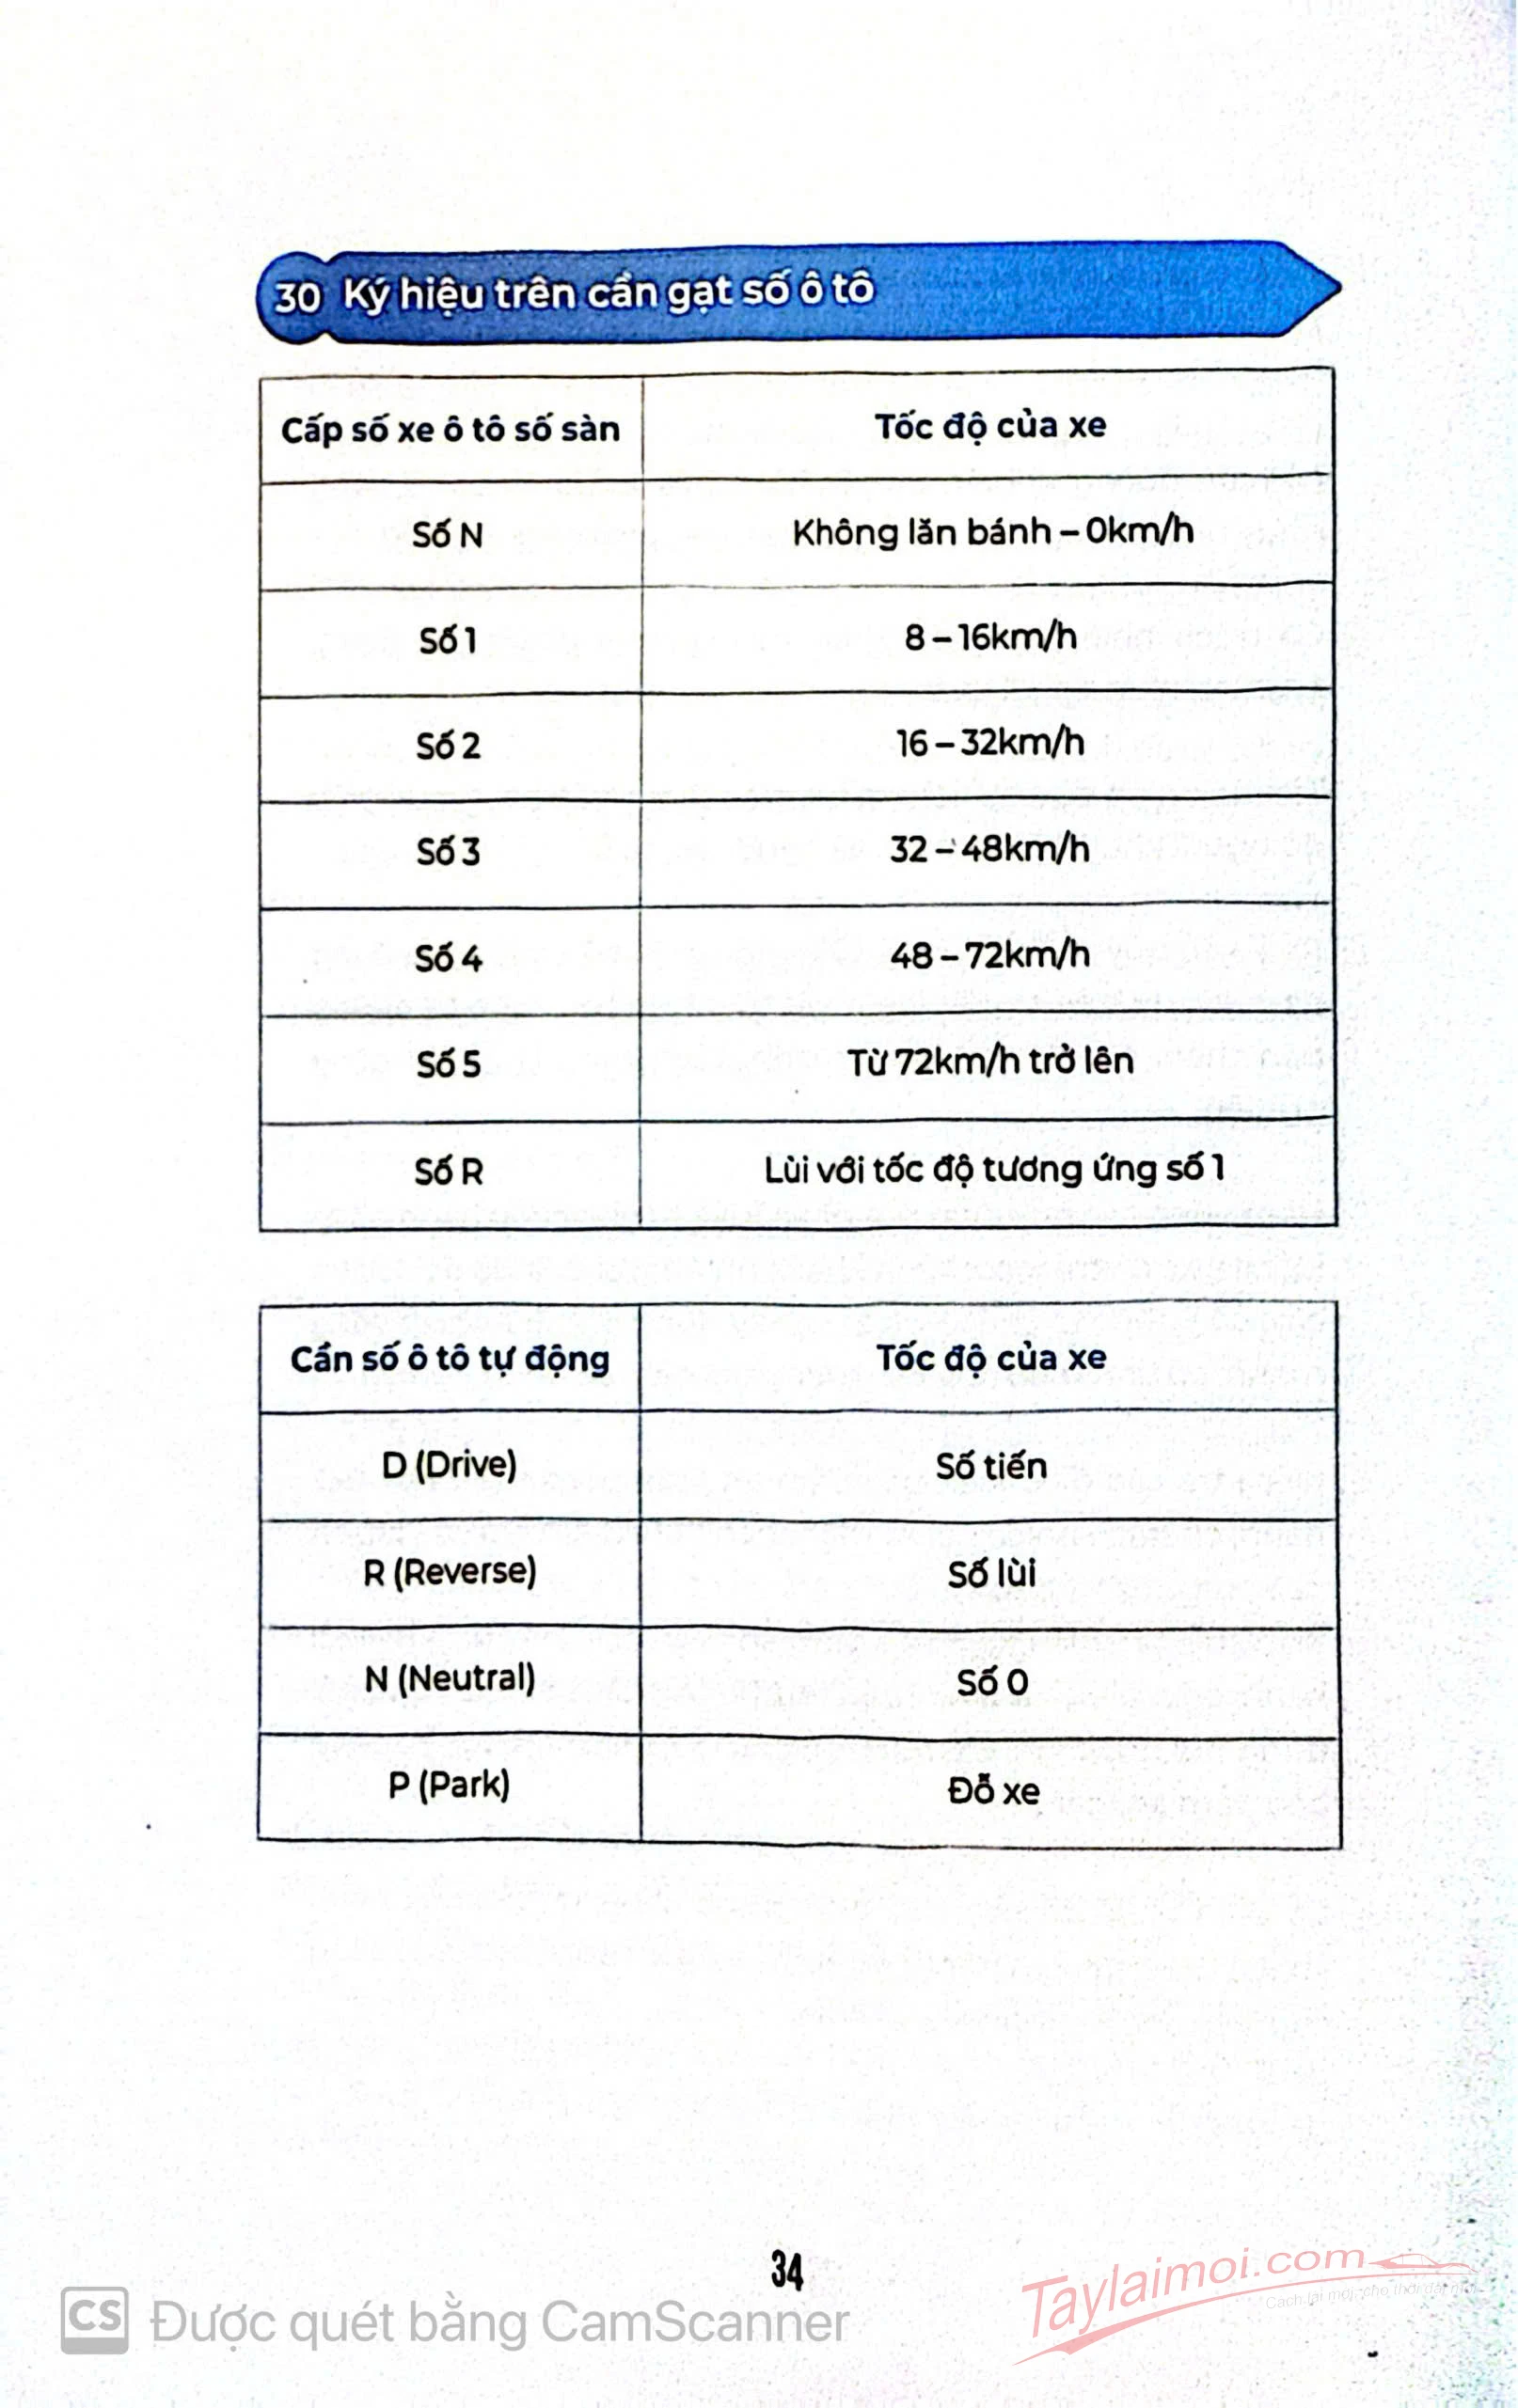 30 Ký hiệu trên cần gạt số ô tô
Cấp số xe ô tô số sàn Tốc độ của xe
Số N Không lăn bánh – 0km/h
Số 1 8 – 16km/h
Số 2 16 – 32km/h
Số 3 32 – 48km/h
Số 4 48 – 72km/h
Số 5 Từ 72km/h trở lên
Số R Lùi với tốc độ tương ứng số 1
Cần số ô tô tự động Tốc độ của xe
D (Drive) Số tiến
R (Reverse) Số lùi
N (Neutral) Số 0
P (Park) Đỗ xe
34
Taylaimoi.com
Cách lái mới, cho thời đại mới
CS Được quét bằng CamScanner